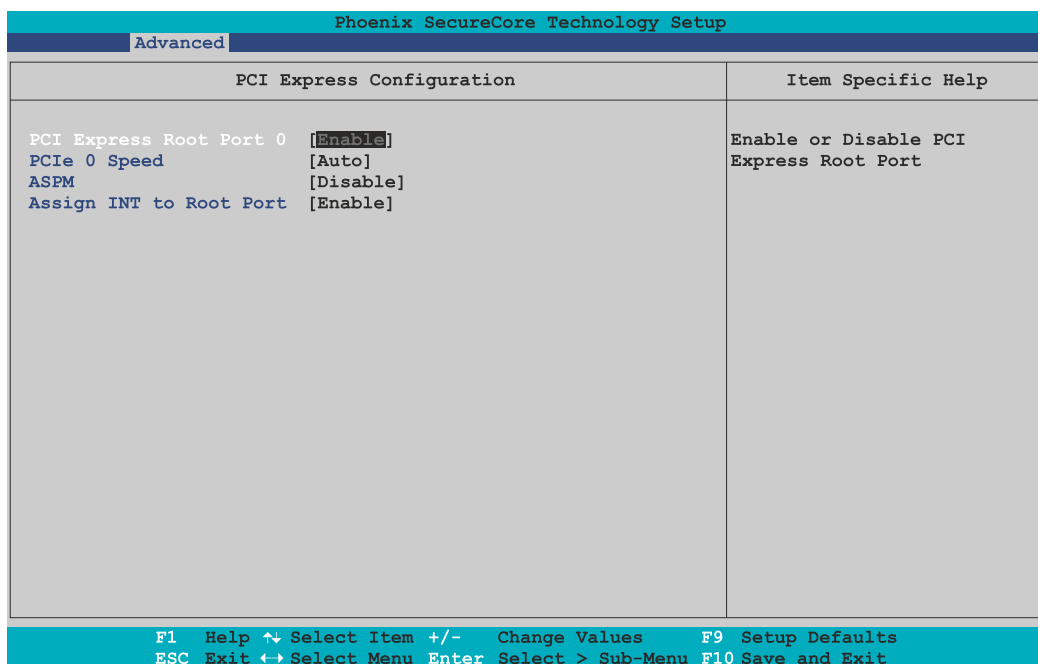 Phoenix SecureCore Technology Setup
Advanced
PCI Express Configuration
Item Specific Help
PCI Express Root Port 0 [Enable]
PCIe 0 Speed [Auto]
ASPM [Disable]
Assign INT to Root Port [Enable]
Enable or Disable PCI
Express Root Port
F1 Help ↑↓ Select Item +/- Change Values F9 Setup Defaults
ESC Exit ←→ Select Menu Enter Select > Sub-Menu F10 Save and Exit